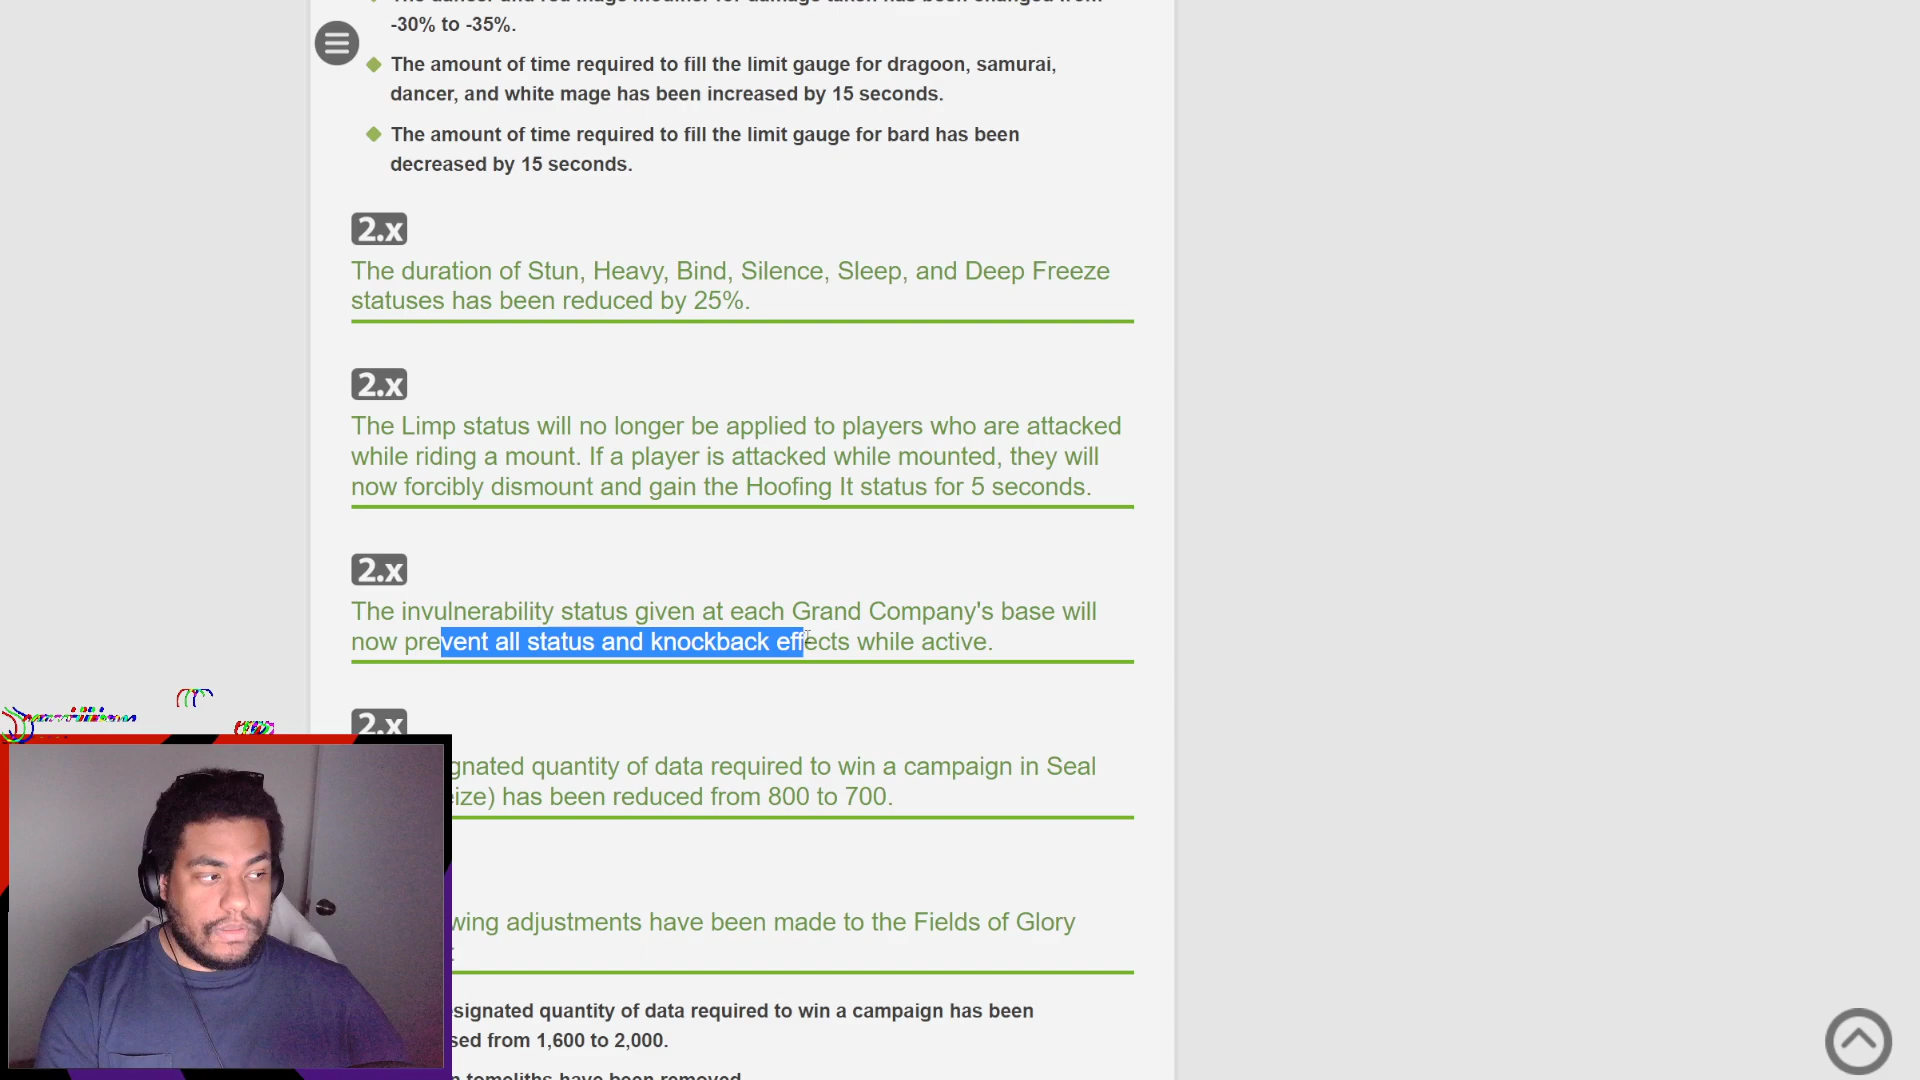 -30% to -35%.
The amount of time required to fill the limit gauge for dragoon, samurai,
dancer, and white mage has been increased by 15 seconds.
The amount of time required to fill the limit gauge for bard has been
decreased by 15 seconds.
2.x
The duration of Stun, Heavy, Bind, Silence, Sleep, and Deep Freeze
statuses has been reduced by 25%.
2.x
The Limp status will no longer be applied to players who are attacked
while riding a mount. If a player is attacked while mounted, they will
now forcibly dismount and gain the Hoofing It status for 5 seconds.
2.x
The invulnerability status given at each Grand Company's base will
now prevent all status and knockback effects while active.
2.x
gnated quantity of data required to win a campaign in Seal
ize) has been reduced from 800 to 700.
wing adjustments have been made to the Fields of Glory
signated quantity of data required to win a campaign has been
sed from 1,600 to 2,000.
n tomeliths have been removed